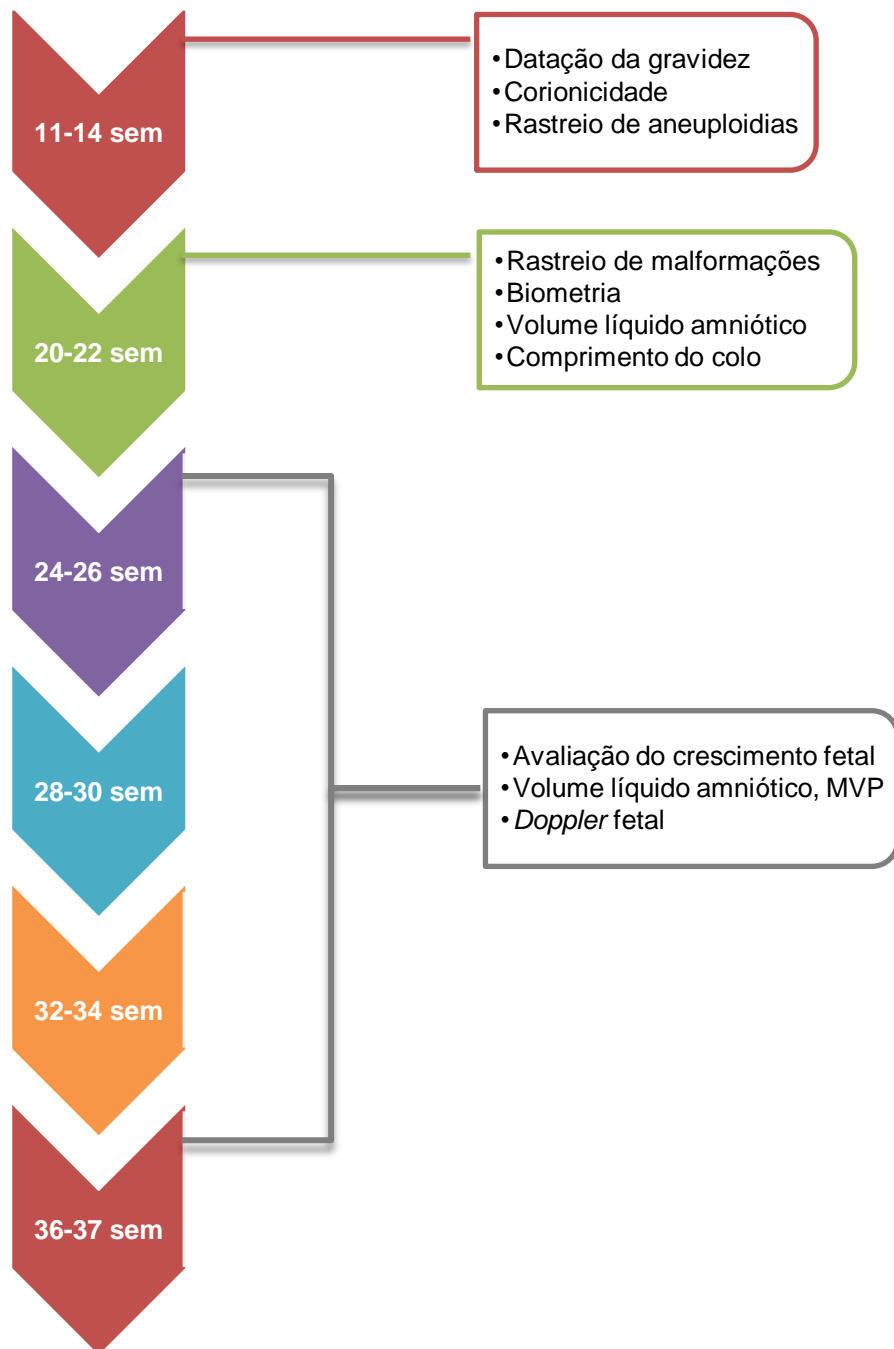 11-14 sem
•Datação da gravidez
•Corionicidade
•Rastreio de aneuploidias
20-22 sem
•Rastreio de malformações
•Biometria
•Volume líquido amniótico
•Comprimento do colo
24-26 sem
28-30 sem
•Avaliação do crescimento fetal
•Volume líquido amniótico, MVP
•Doppler fetal
32-34 sem
36-37 sem